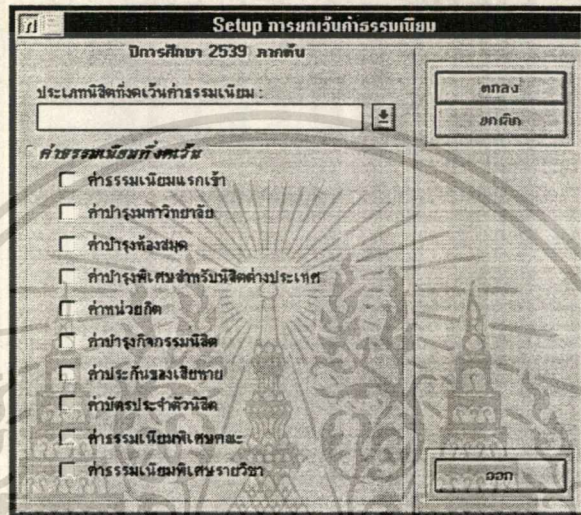 Setup การยกเว้นค่าธรรมเนียม
ปีการศึกษา 2539 ภาคต้น
ประเภทนิสิตที่งดเว้นค่าธรรมเนียม :
ตกลง
ยกเลิก
ค่าธรรมเนียมที่งดเว้น
ค่าธรรมเนียมแรกเข้า
ค่าบำรุงมหาวิทยาลัย
ค่าบำรุงห้องสมุด
ค่าบำรุงพิเศษสำหรับนิสิตต่างประเทศ
ค่าหน่วยกิต
ค่าบำรุงกิจกรรมนิสิต
ค่าประกันของเสียหาย
ค่าบัตรประจำตัวนิสิต
ค่าธรรมเนียมพิเศษคณะ
ค่าธรรมเนียมพิเศษรายวิชา
ออก